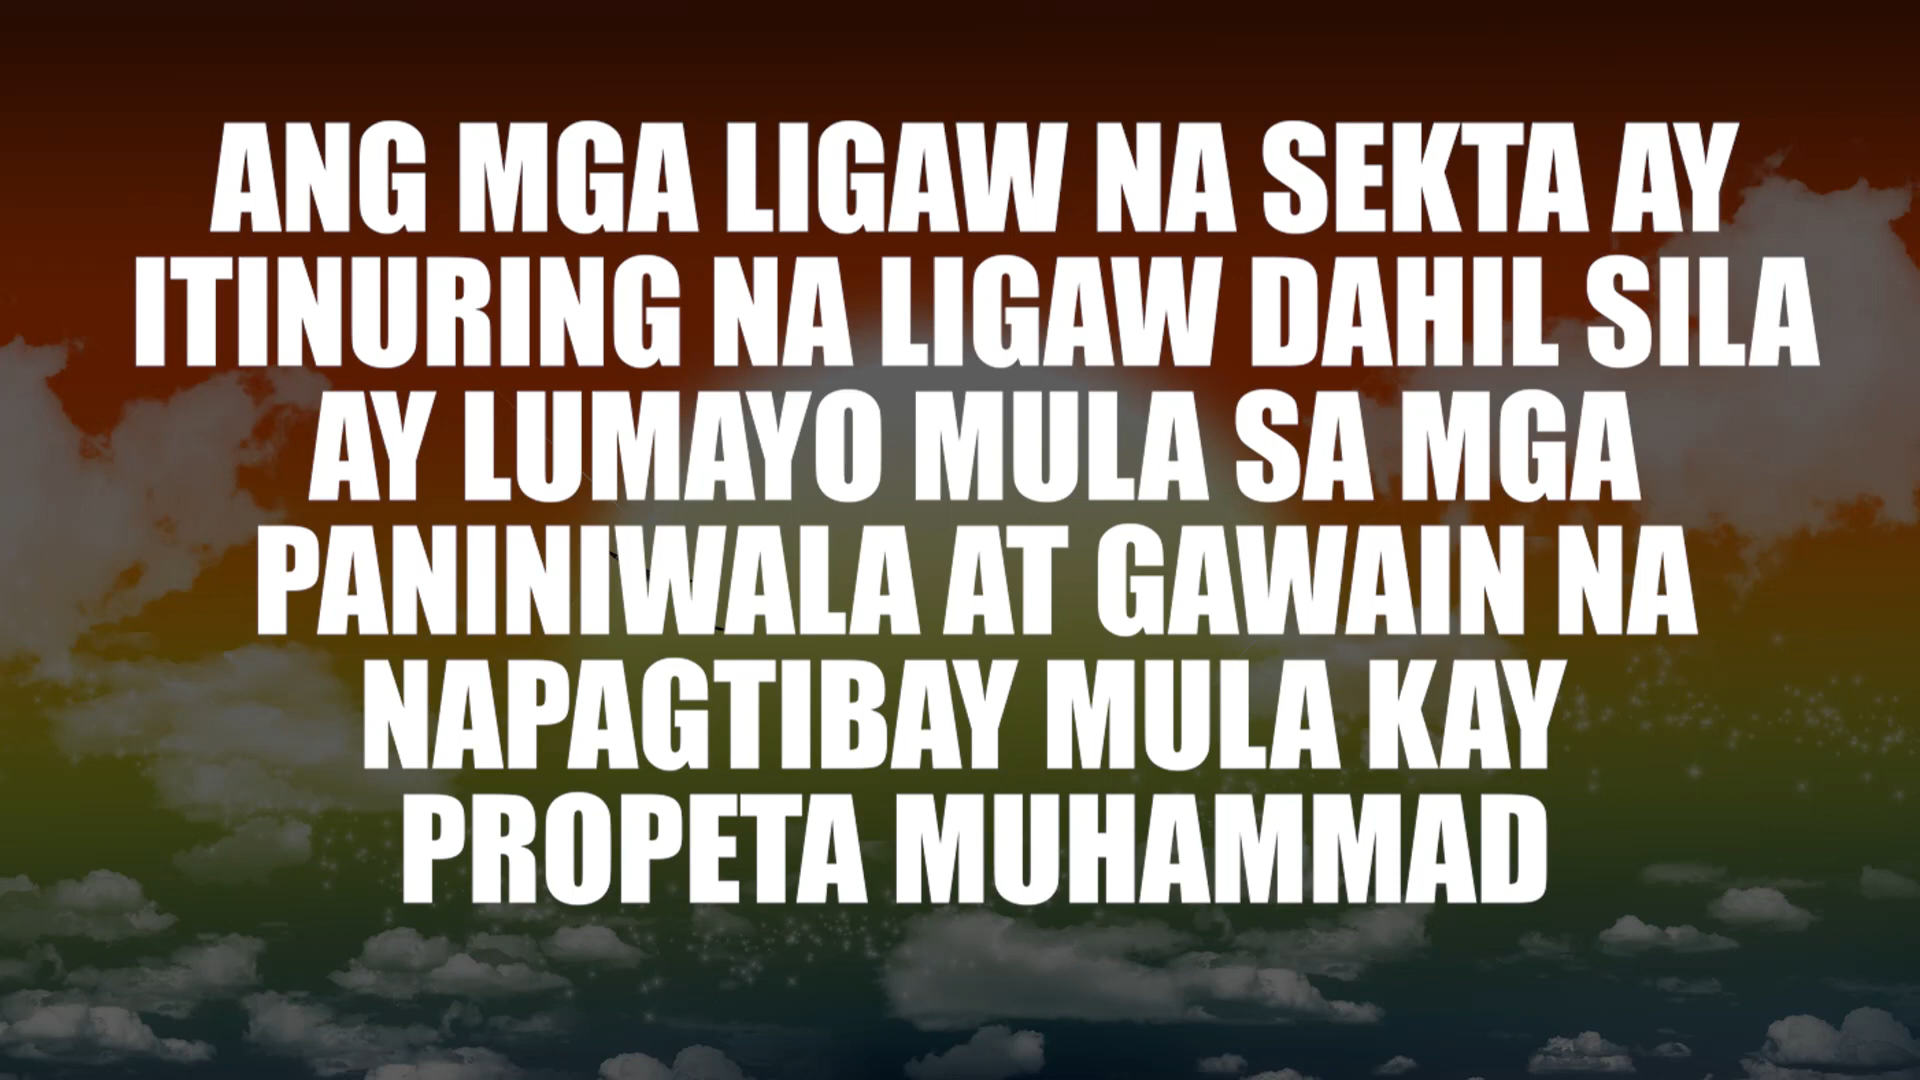 ANG MGA LIGAW NA SEKTA AY
ITINURING NA LIGAW DAHIL SILA
AY LUMAYO MULA SA MGA
PANINIWALA AT GAWAIN NA
NAPAGTIBAY MULA KAY
PROPETA MUHAMMAD